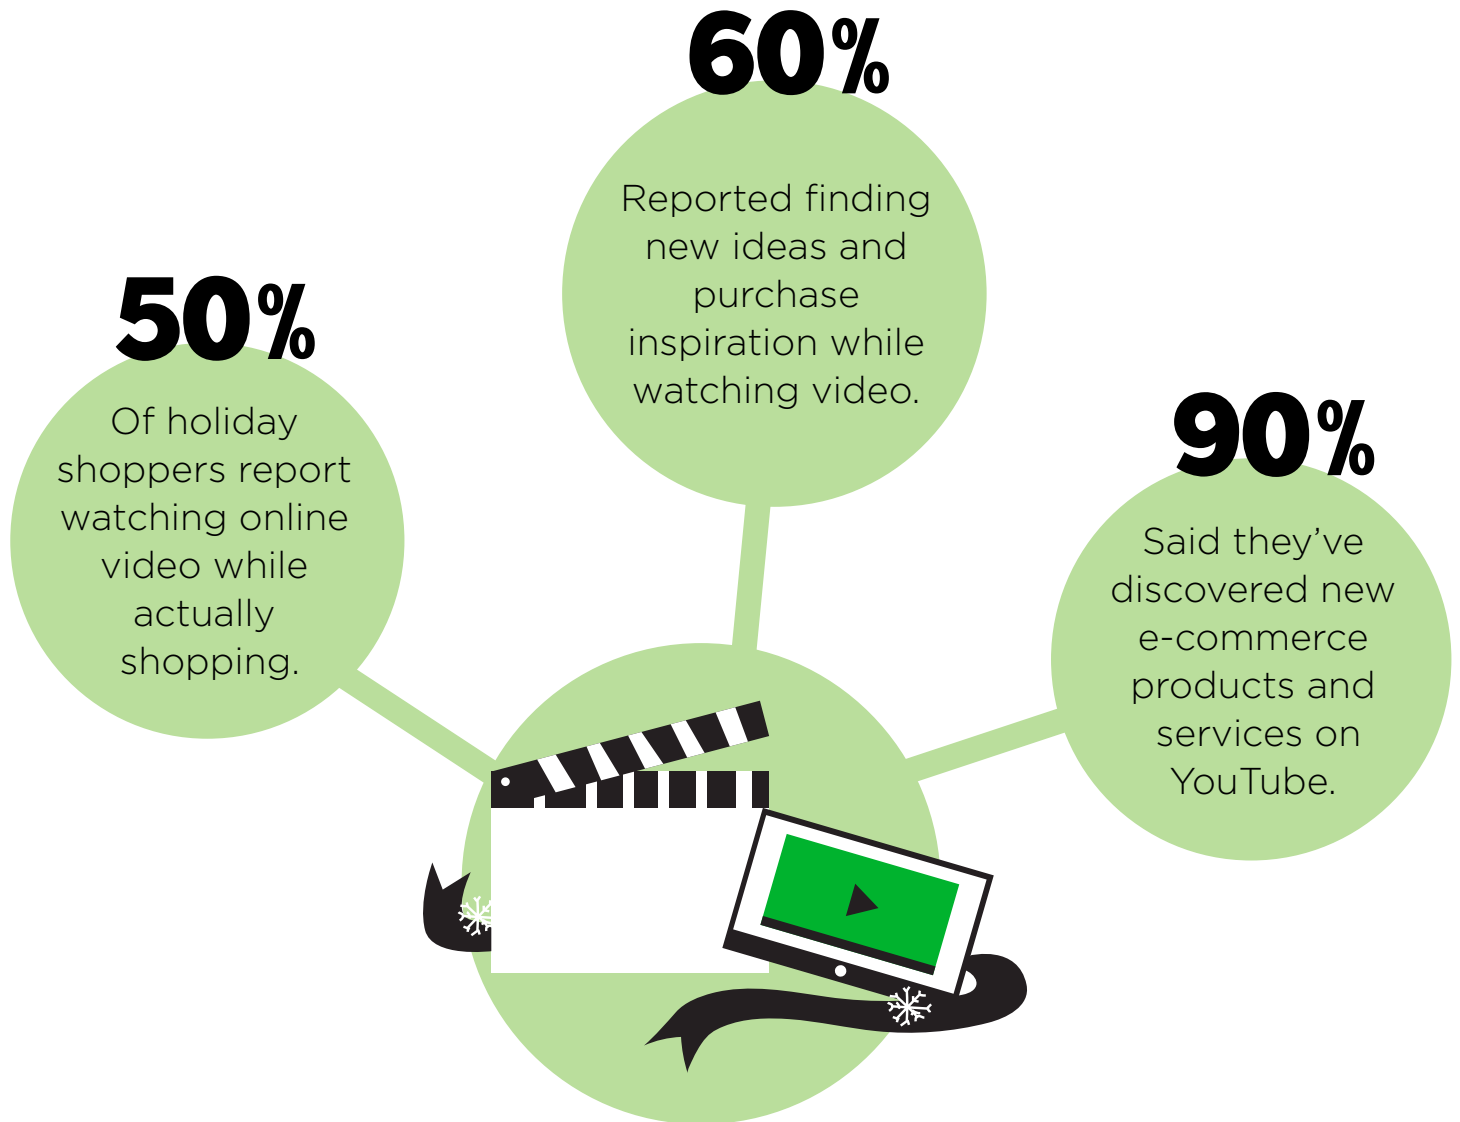 60%
Reported finding
new ideas and
purchase
inspiration while
watching video.
50%
Of holiday
shoppers report
watching online
video while
actually
shopping.
90%
Said they’ve
discovered new
e-commerce
products and
services on
YouTube.